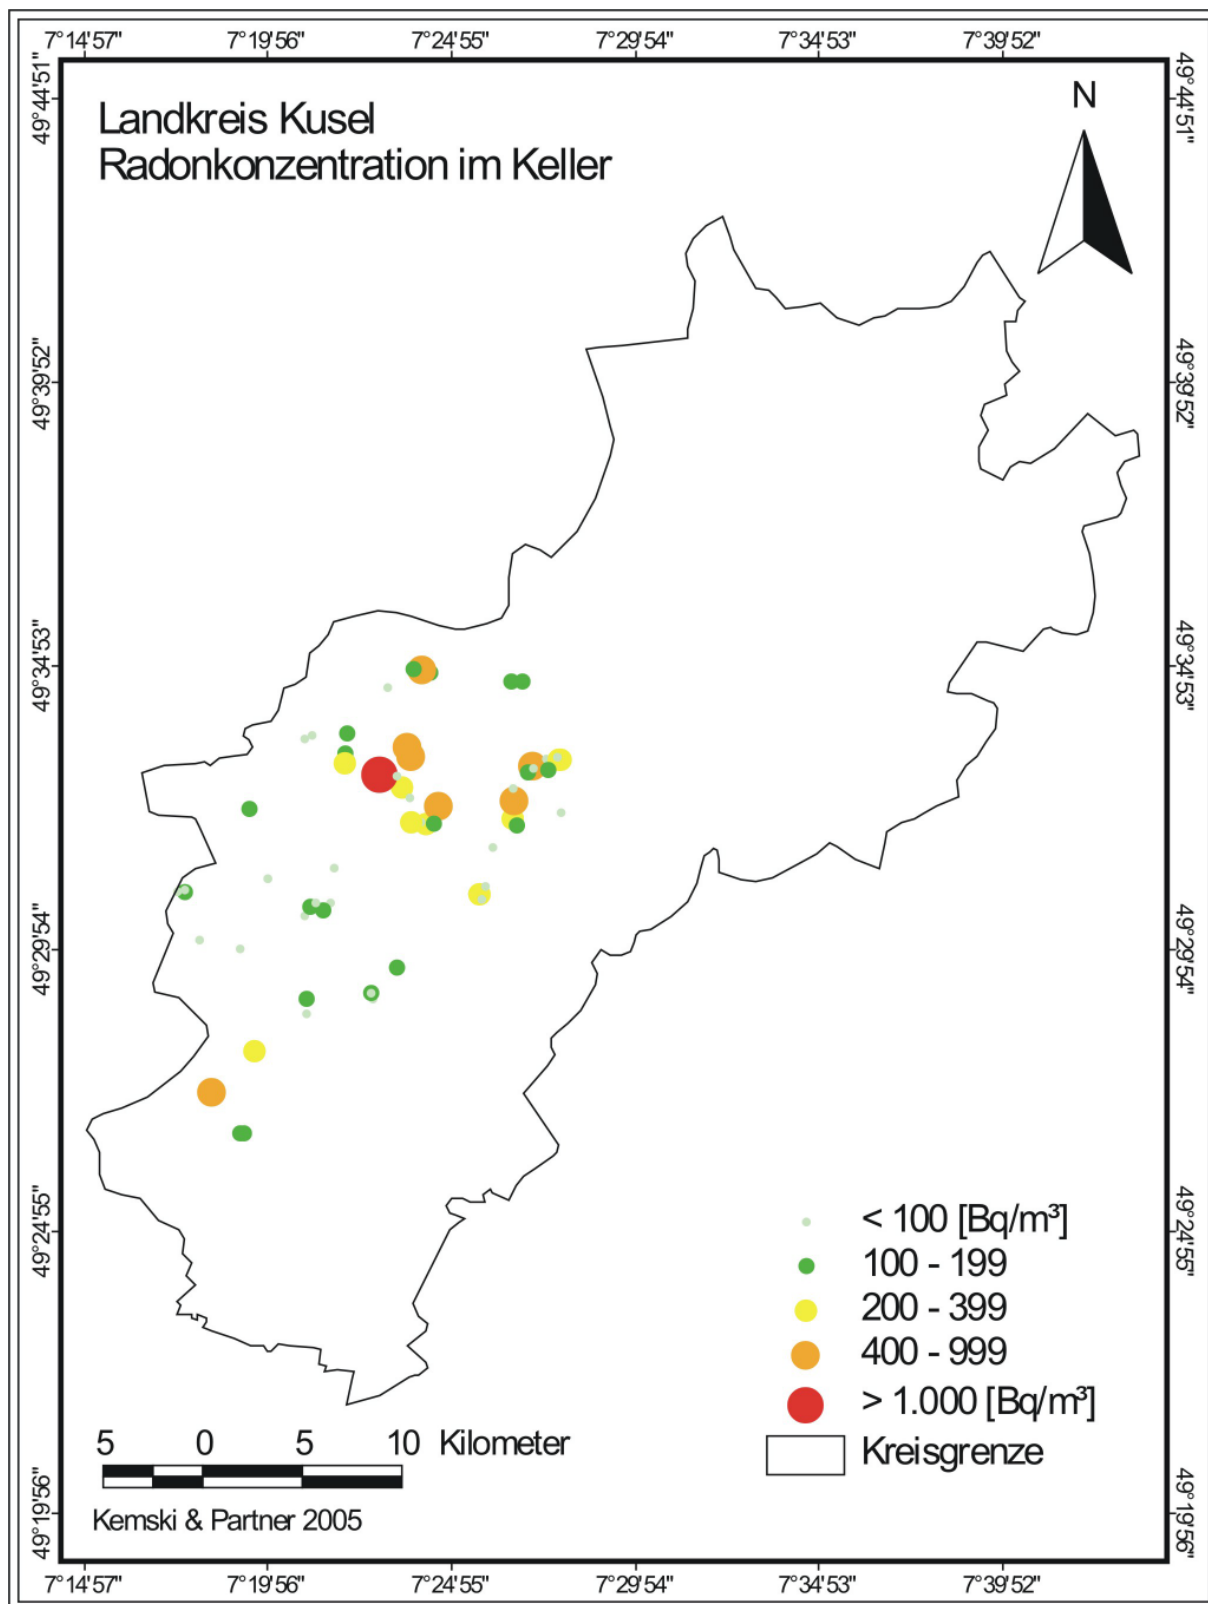 7°14'57" 7°19'56" 7°24'55" 7°29'54" 7°34'53" 7°39'52"
49°44'51"
49°44'51"
Landkreis Kusel
Radonkonzentration im Keller
N
49°39'52"
49°39'52"
49°34'53"
49°34'53"
49°29'54"
49°29'54"
49°24'55"
49°24'55"
< 100 [Bq/m³]
100 - 199
200 - 399
400 - 999
> 1.000 [Bq/m³]
Kreisgrenze
5 0 5 10 Kilometer
Kemski & Partner 2005
49°19'56"
49°19'56"
7°14'57" 7°19'56" 7°24'55" 7°29'54" 7°34'53" 7°39'52"